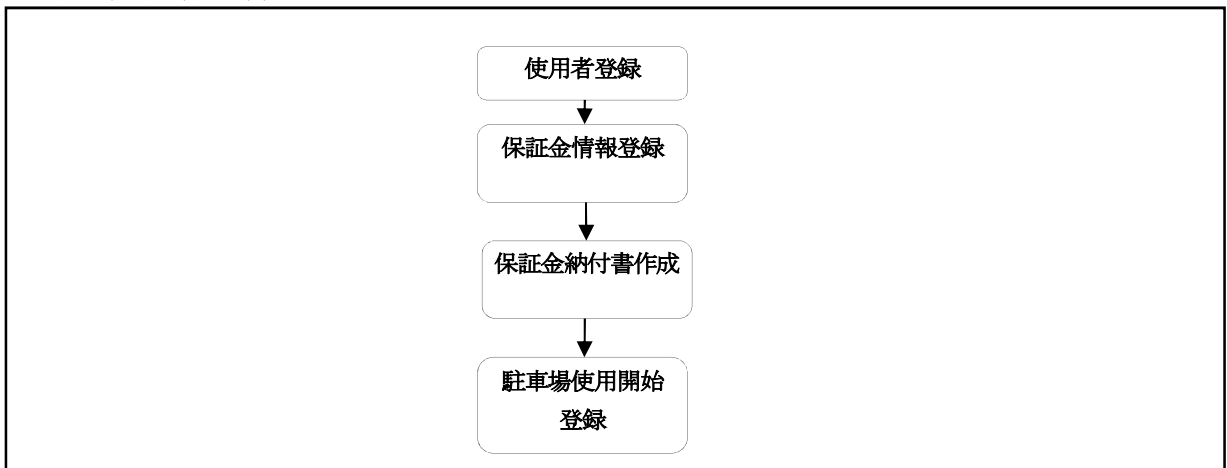 使用者登録
保証金情報登録
保証金納付書作成
駐車場使用開始
登録